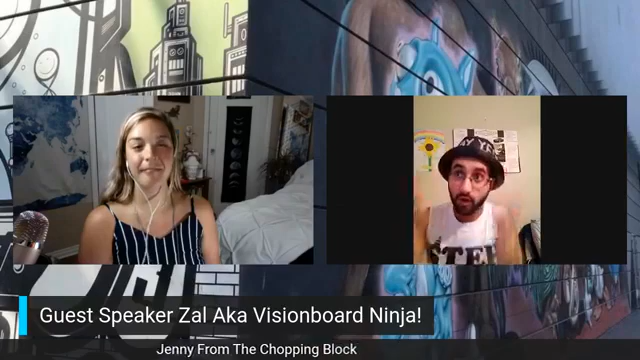 Guest Speaker Zal Aka Visionboard Ninja!
Jenny From The Chopping Block